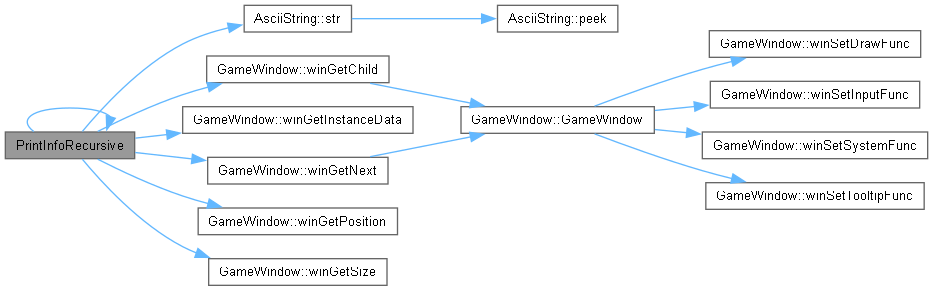 AsciiString::str
AsciiString::peek
GameWindow::winSetDrawFunc
GameWindow::winGetChild
GameWindow::winSetInputFunc
GameWindow::winGetInstanceData
GameWindow::GameWindow
PrintInfoRecursive
GameWindow::winSetSystemFunc
GameWindow::winGetNext
GameWindow::winSetTooltipFunc
GameWindow::winGetPosition
GameWindow::winGetSize